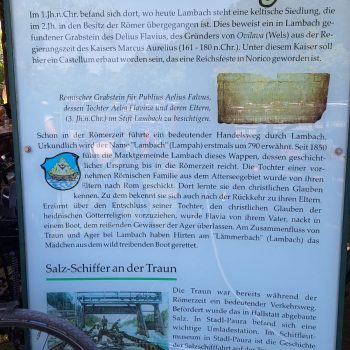 Im 1.Jh.n.Chr. befand sich dort, wo heute Lambach steht eine keltische Siedlung, die
im 2.Jh. in den Besitz der Römer übergegangen ist. Dies beweist ein in Lambach ge-
fundener Grabstein des Delius Flavius, des Gründers von Ovilava (Wels) aus der Re-
gierungszeit des Kaisers Marcus Aurelius (161 - 180 n.Chr.). Unter diesem Kaiser soll
hier ein Castellum erbaut worden sein, das eine Reichsfeste in Norico geworden ist.
Römischer Grabstein für Publius Aelius Falvus,
dessen Tochter Aelin Flavina und deren Eltern,
(3. Jh.n.Chr.) im Stift Lambach zu besichtigen.
Schon in der Römerzeit führte ein bedeutender Handelsweg durch Lambach.
Urkundlich wird der Name "Lambach" (Lampah) erstmals um 790 erwähnt. Seit 1850
führt die Marktgemeinde Lambach dieses Wappen, dessen geschicht-
licher Ursprung bis in die Römerzeit reicht. Die Tochter einer vor-
nehmen Römischen Familie aus dem Atterseegebiet wurde von ihren
Eltern nach Rom geschickt. Dort lernte sie den christlichen Glauben
kennen. Zu dem bekennt sie sich auch nach der Rückkehr zu ihren Eltern.
Erzürnt über den Entschluss seiner Tochter, den christlichen Glauben der
heidnischen Götterreligion vorzuziehen, wurde Flavia von ihrem Vater, nackt in
einem Boot, dem reißenden Gewässer der Ager überlassen. Am Zusammenfluss von
Traun und Ager bei Lambach haben Hirten am "Lämmerbach" (Lambach) das
Mädchen aus dem wild treibenden Boot gerettet.
Salz-Schiffer an der Traun
Die Traun war bereits während der
Römerzeit ein bedeutender Verkehrsweg.
Befördert wurde das in Hallstatt abgebaute
Salz. In Stadl-Paura befand sich eine
wichtige Umladestation. Im Schiffleut-
museum in Stadl-Paura ist die Geschichte
der Salzschiffahrt auf der